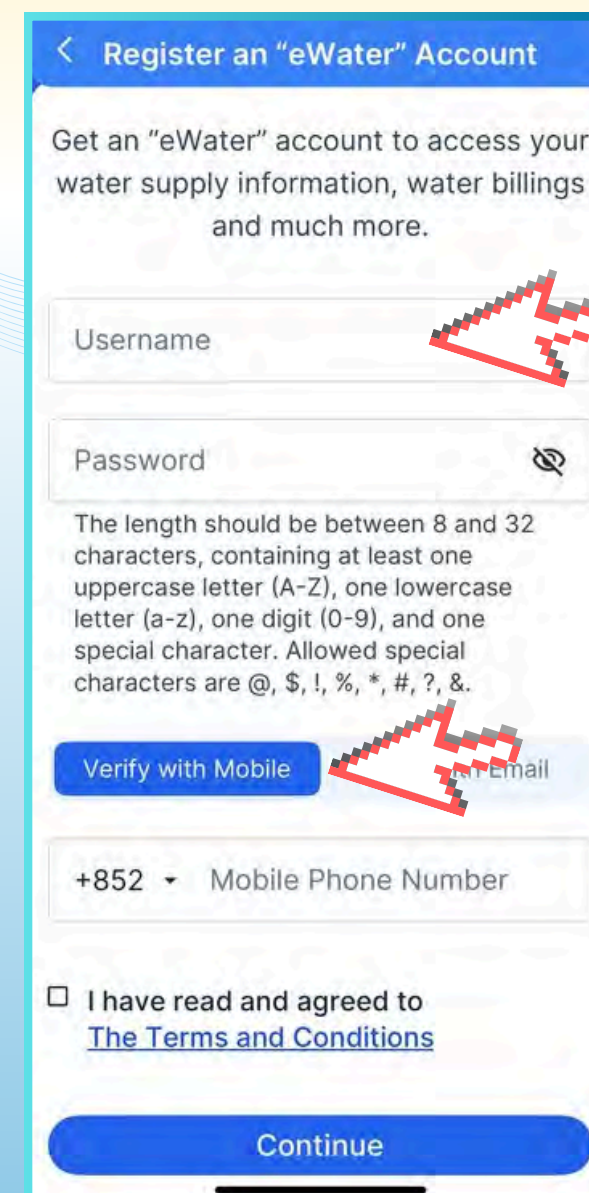 Register an “eWater” Account
Get an “eWater” account to access your
water supply information, water billings
and much more.
Username
Password
The length should be between 8 and 32
characters, containing at least one
uppercase letter (A-Z), one lowercase
letter (a-z), one digit (0-9), and one
special character. Allowed special
characters are @, $, !, %, *, #, ?, &.
Verify with Mobile Email
+852 Mobile Phone Number
I have read and agreed to
The Terms and Conditions
Continue